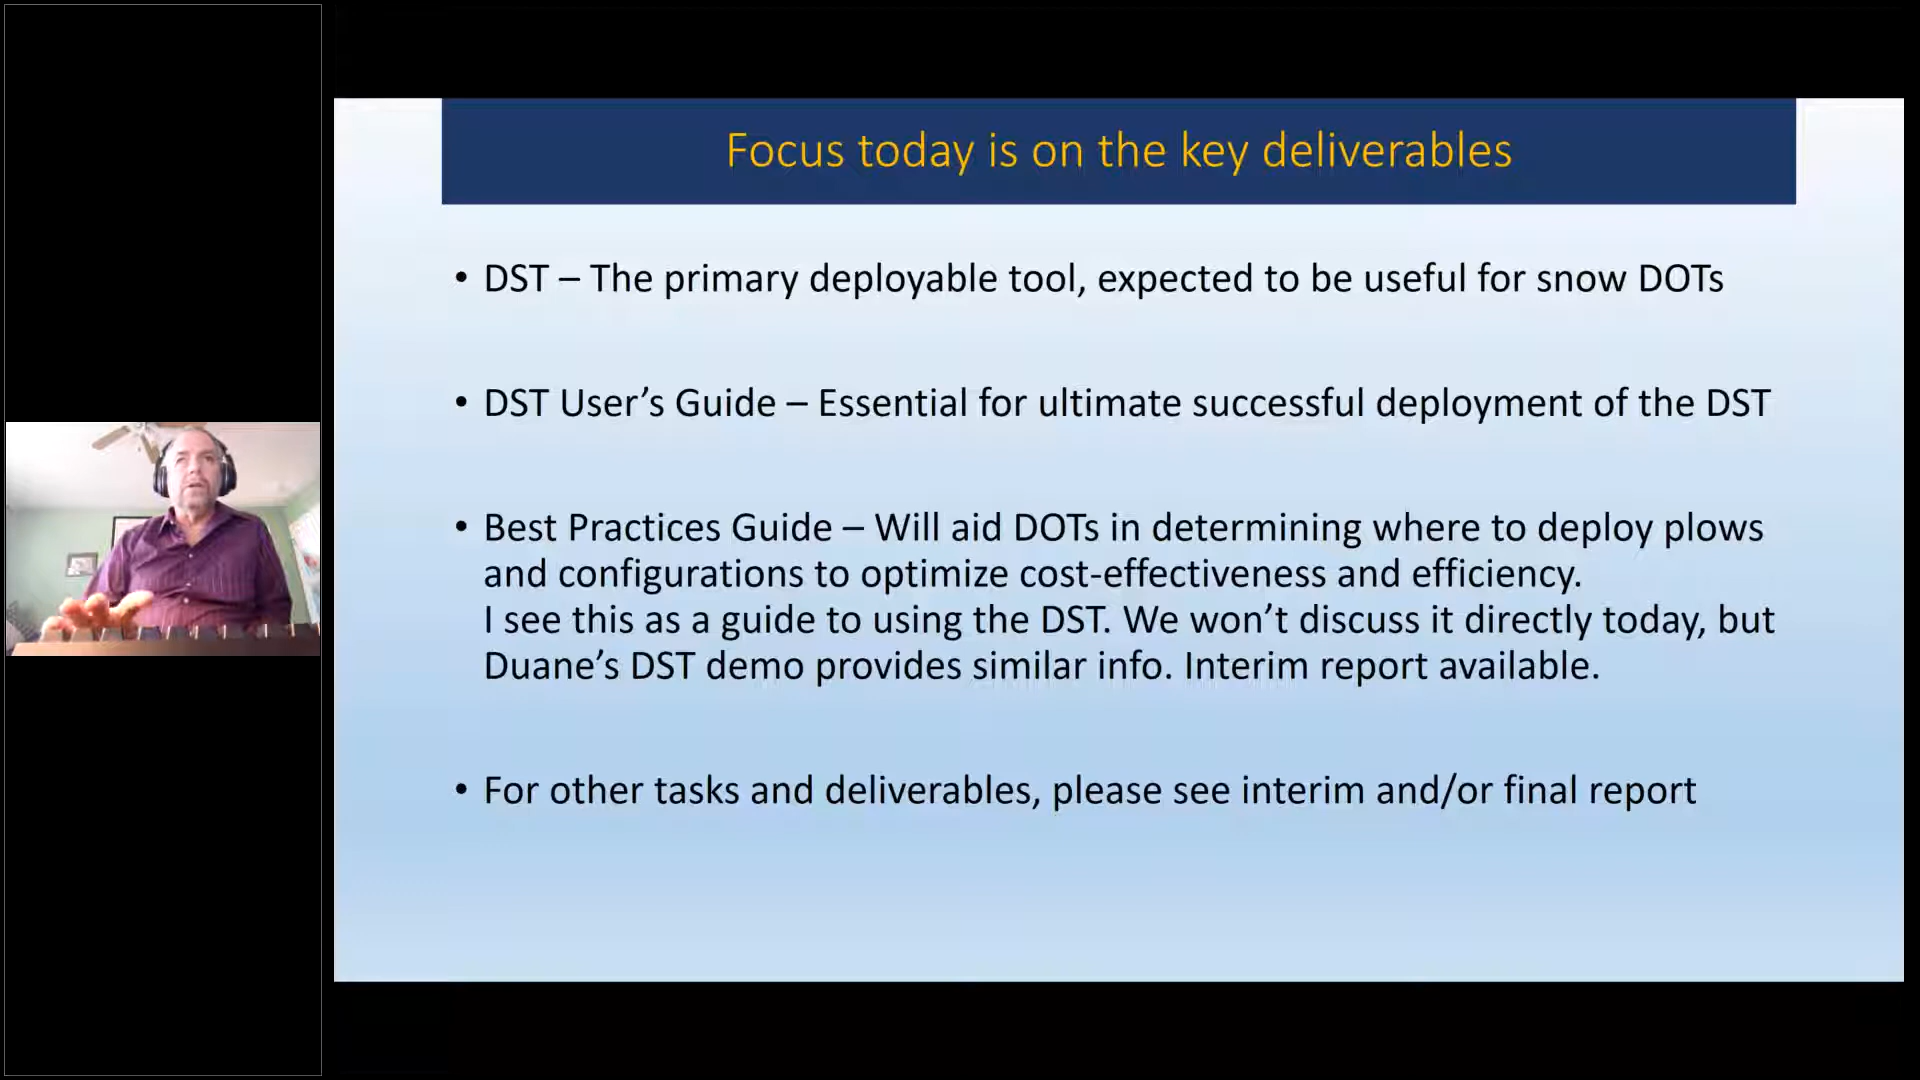 Focus today is on the key deliverables
• DST – The primary deployable tool, expected to be useful for snow DOTs
• DST User’s Guide – Essential for ultimate successful deployment of the DST
• Best Practices Guide – Will aid DOTs in determining where to deploy plows
and configurations to optimize cost-effectiveness and efficiency.
I see this as a guide to using the DST. We won’t discuss it directly today, but
Duane’s DST demo provides similar info. Interim report available.
• For other tasks and deliverables, please see interim and/or final report